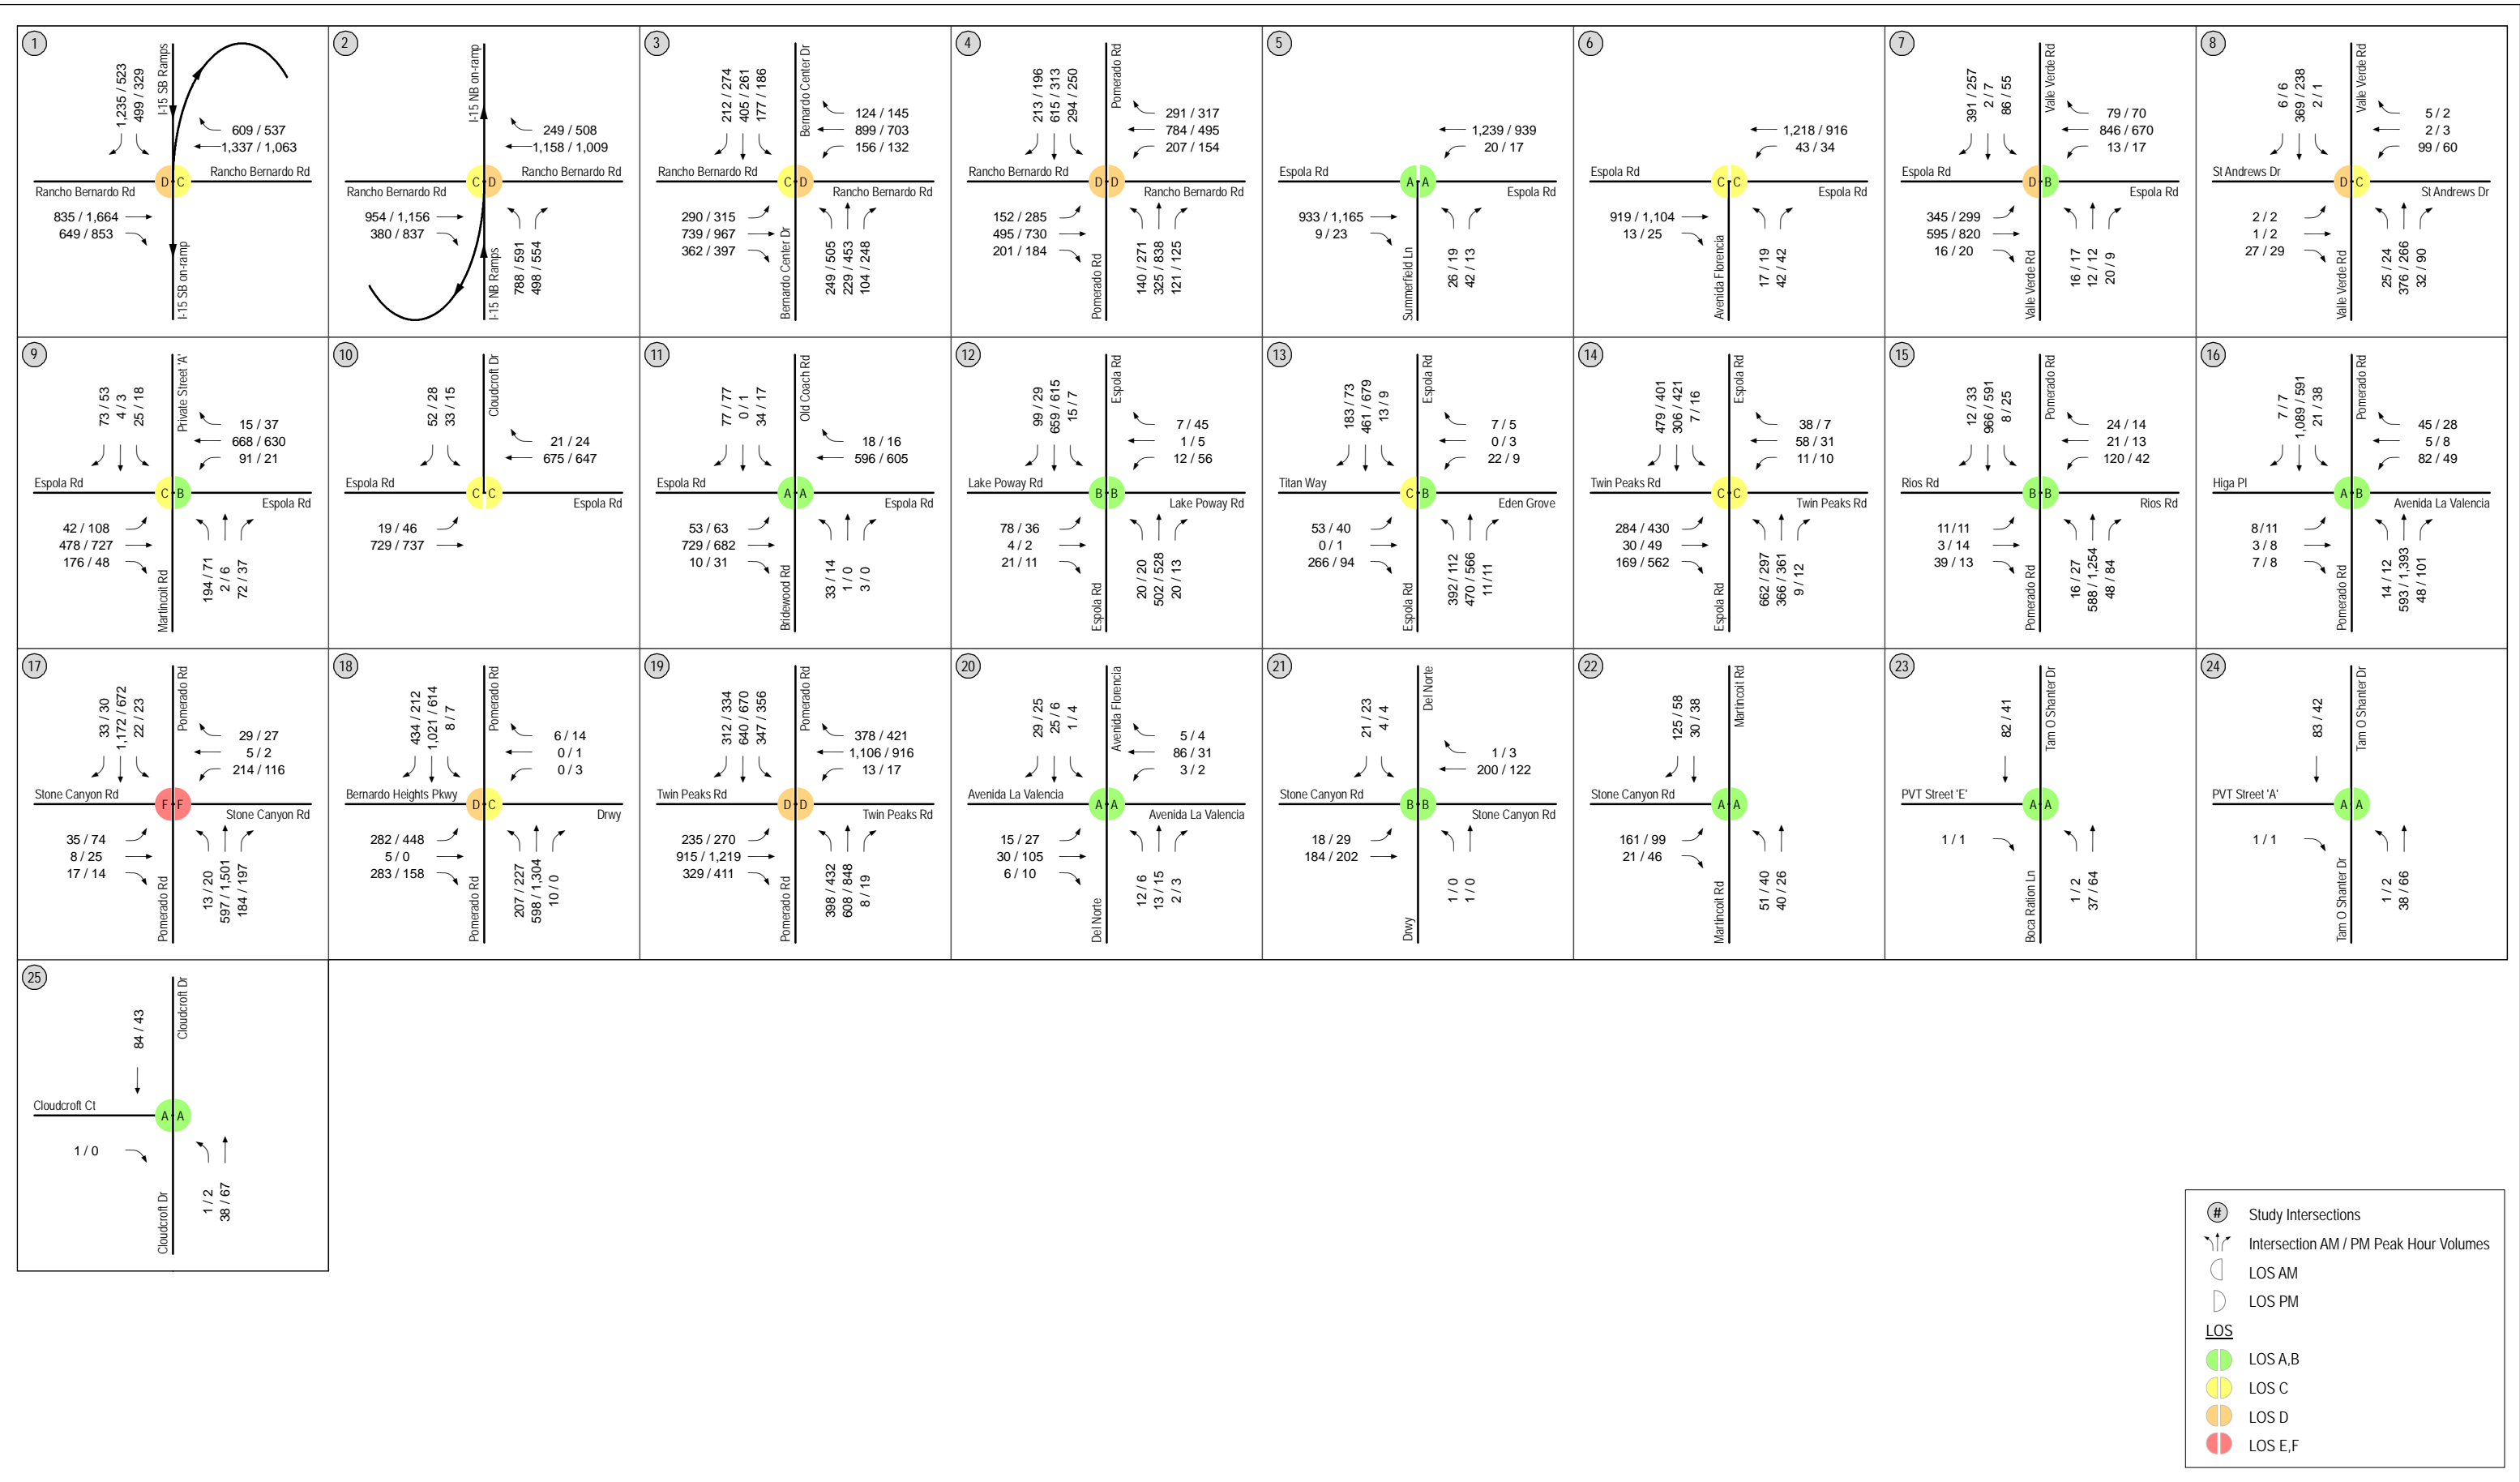 1
1,235 / 523
499 / 329
I-15 SB Ramps
609 / 537
1,337 / 1,063
D C
Rancho Bernardo Rd
Rancho Bernardo Rd
835 / 1,664
649 / 853
I-15 SB on-ramp
2
I-15 NB on-ramp
249 / 508
1,158 / 1,009
C D
Rancho Bernardo Rd
Rancho Bernardo Rd
954 / 1,156
380 / 837
I-15 NB Ramps
788 / 591
498 / 554
3
212 / 274
405 / 261
177 / 186
Bernardo Center Dr
124 / 145
899 / 703
156 / 132
Rancho Bernardo Rd
C D
Rancho Bernardo Rd
290 / 315
739 / 967
362 / 397
Bernardo Center Dr
249 / 505
229 / 453
104 / 248
4
213 / 196
615 / 313
294 / 250
Pomerado Rd
291 / 317
784 / 495
207 / 154
Rancho Bernardo Rd
D D
Rancho Bernardo Rd
152 / 285
495 / 730
201 / 184
Pomerado Rd
140 / 271
325 / 838
121 / 125
5
1,239 / 939
20 / 17
Espola Rd
A A
Espola Rd
933 / 1,165
9 / 23
Summerfield Ln
26 / 19
42 / 13
6
1,218 / 916
43 / 34
Espola Rd
C C
Espola Rd
919 / 1,104
13 / 25
Avenida Florencia
17 / 19
42 / 42
7
391 / 257
2 / 7
86 / 55
Valle Verde Rd
79 / 70
846 / 670
13 / 17
Espola Rd
D B
Espola Rd
345 / 299
595 / 820
16 / 20
Valle Verde Rd
16 / 17
12 / 12
20 / 9
8
6 / 6
369 / 238
2 / 1
Valle Verde Rd
5 / 2
2 / 3
99 / 60
St Andrews Dr
D C
St Andrews Dr
2 / 2
1 / 2
27 / 29
Valle Verde Rd
25 / 24
376 / 266
32 / 90
9
73 / 53
4 / 3
25 / 18
Private Street 'A'
15 / 37
668 / 630
91 / 21
Espola Rd
C B
Espola Rd
42 / 108
478 / 727
176 / 48
Martincoit Rd
194 / 71
2 / 6
72 / 37
10
52 / 28
33 / 15
Cloudcroft Dr
21 / 24
675 / 647
Espola Rd
C C
Espola Rd
19 / 46
729 / 737
11
77 / 77
0 / 1
34 / 17
Old Coach Rd
18 / 16
596 / 605
Espola Rd
A A
Espola Rd
53 / 63
729 / 682
10 / 31
Bridlewood Rd
33 / 14
1 / 0
3 / 0
12
99 / 29
659 / 615
15 / 7
Espola Rd
7 / 45
1 / 5
12 / 56
Lake Poway Rd
B B
Lake Poway Rd
78 / 36
4 / 2
21 / 11
Espola Rd
20 / 20
502 / 528
20 / 13
13
183 / 73
461 / 679
13 / 9
Espola Rd
7 / 5
0 / 3
22 / 9
Titan Way
C B
Eden Grove
53 / 40
0 / 1
266 / 94
Espola Rd
392 / 112
470 / 566
11 / 11
14
479 / 401
306 / 421
7 / 16
Espola Rd
38 / 7
58 / 31
11 / 10
Twin Peaks Rd
C C
Twin Peaks Rd
284 / 430
30 / 49
169 / 562
Espola Rd
662 / 297
366 / 361
9 / 12
15
12 / 33
966 / 591
8 / 25
Pomerado Rd
24 / 14
21 / 13
120 / 42
Rios Rd
B B
Rios Rd
11 / 11
3 / 14
39 / 13
Pomerado Rd
16 / 27
588 / 1,254
48 / 84
16
7 / 7
1,089 / 591
21 / 38
Pomerado Rd
45 / 28
5 / 8
82 / 49
Higa Pl
A B
Avenida La Valencia
8 / 11
3 / 8
7 / 8
Pomerado Rd
14 / 12
593 / 1,393
48 / 101
17
33 / 30
1,172 / 672
22 / 23
Pomerado Rd
29 / 27
5 / 2
214 / 116
Stone Canyon Rd
F F
Stone Canyon Rd
35 / 74
8 / 25
17 / 14
Pomerado Rd
13 / 20
597 / 1,501
184 / 197
18
434 / 212
1,021 / 614
8 / 7
Pomerado Rd
6 / 14
0 / 1
0 / 3
Bernardo Heights Pkwy
D C
Drwy
282 / 448
5 / 0
283 / 158
Pomerado Rd
207 / 227
598 / 1,304
10 / 0
19
312 / 334
640 / 670
347 / 356
Pomerado Rd
378 / 421
1,106 / 916
13 / 17
Twin Peaks Rd
D D
Twin Peaks Rd
235 / 270
915 / 1,219
329 / 411
Pomerado Rd
398 / 432
608 / 848
8 / 19
20
29 / 25
25 / 6
1 / 4
Avenida Florencia
5 / 4
86 / 31
3 / 2
Avenida La Valencia
A A
Avenida La Valencia
15 / 27
30 / 105
6 / 10
Del Norte
12 / 6
13 / 15
2 / 3
21
21 / 23
4 / 4
Del Norte
1 / 3
200 / 122
Stone Canyon Rd
B B
Stone Canyon Rd
18 / 29
184 / 202
Drwy
1 / 0
1 / 0
22
125 / 58
30 / 38
Martincoit Rd
Stone Canyon Rd
A A
161 / 99
21 / 46
Martincoit Rd
51 / 40
40 / 26
23
82 / 41
Tam O Shanter Dr
PVT Street 'E'
A A
1 / 1
Boca Ration Ln
1 / 2
37 / 64
24
83 / 42
Tam O Shanter Dr
PVT Street 'A'
A A
1 / 1
Tam O Shanter Dr
1 / 2
38 / 66
25
84 / 43
Cloudcroft Dr
Cloudcroft Ct
A A
1 / 0
Cloudcroft Dr
1 / 2
38 / 67
# Study Intersections
Intersection AM / PM Peak Hour Volumes
LOS AM
LOS PM
LOS
LOS A,B
LOS C
LOS D
LOS E,F